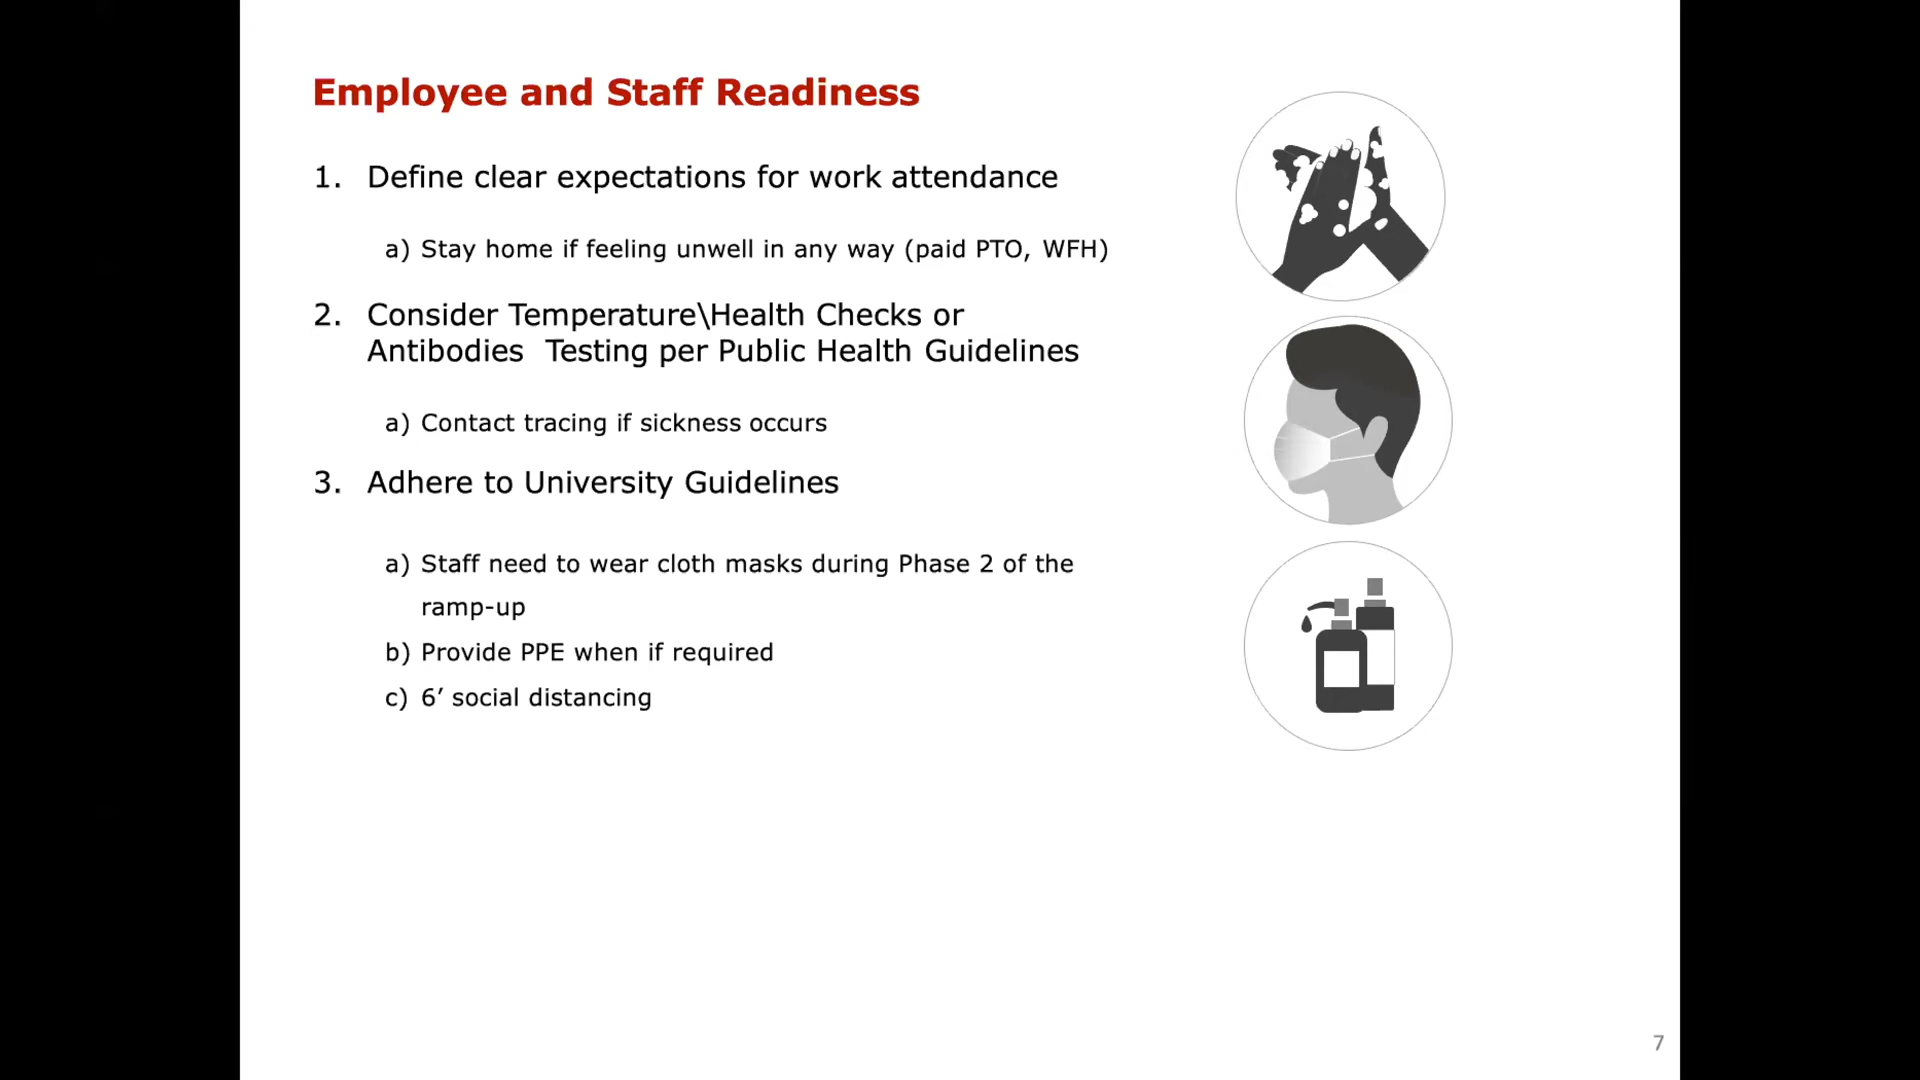 Employee and Staff Readiness
1. Define clear expectations for work attendance
a) Stay home if feeling unwell in any way (paid PTO, WFH)
2. Consider Temperature\Health Checks or
Antibodies  Testing per Public Health Guidelines
a) Contact tracing if sickness occurs
3. Adhere to University Guidelines
a) Staff need to wear cloth masks during Phase 2 of the
ramp-up
b) Provide PPE when if required
c) 6’ social distancing
7